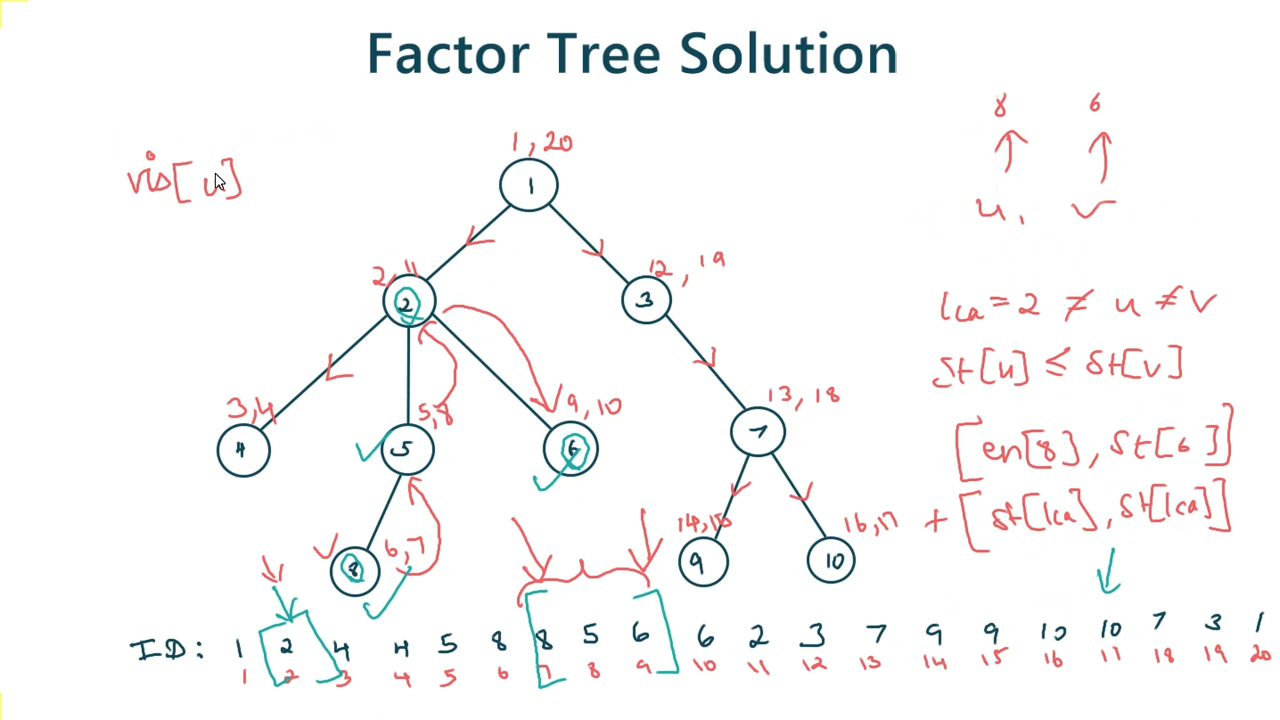 Factor Tree Solution
8 6
u, v
vis[u]
1, 20
1
2, 11
2
12, 19
3
lca = 2 ≠ u ≠ v
st[u] ≤ st[v]
3,4
4
5,8
5
9, 10
6
13, 18
7
[en[8], st[6]]
+ [st[lca], st[lca]]
6,7
8
14,15
9
16,17
10
ID: 1 2 4 4 5 8 8 5 6 6 2 3 7 9 9 10 10 7 3 1
1 2 3 4 5 6 7 8 9 10 11 12 13 14 15 16 17 18 19 20